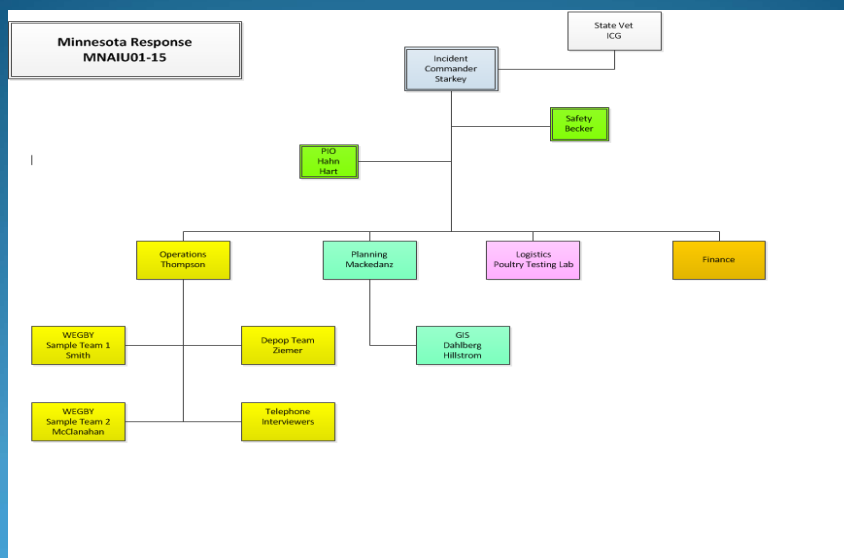 Minnesota Response
MNAIU01-15
State Vet
ICG
Incident
Commander
Starkey
Safety
Becker
PIO
Hahn
Hart
Operations
Thompson
Planning
Mackedanz
Logistics
Poultry Testing Lab
Finance
WEGBY
Sample Team 1
Smith
Depop Team
Ziemer
GIS
Dahlberg
Hillstrom
WEGBY
Sample Team 2
McClanahan
Telephone
Interviewers